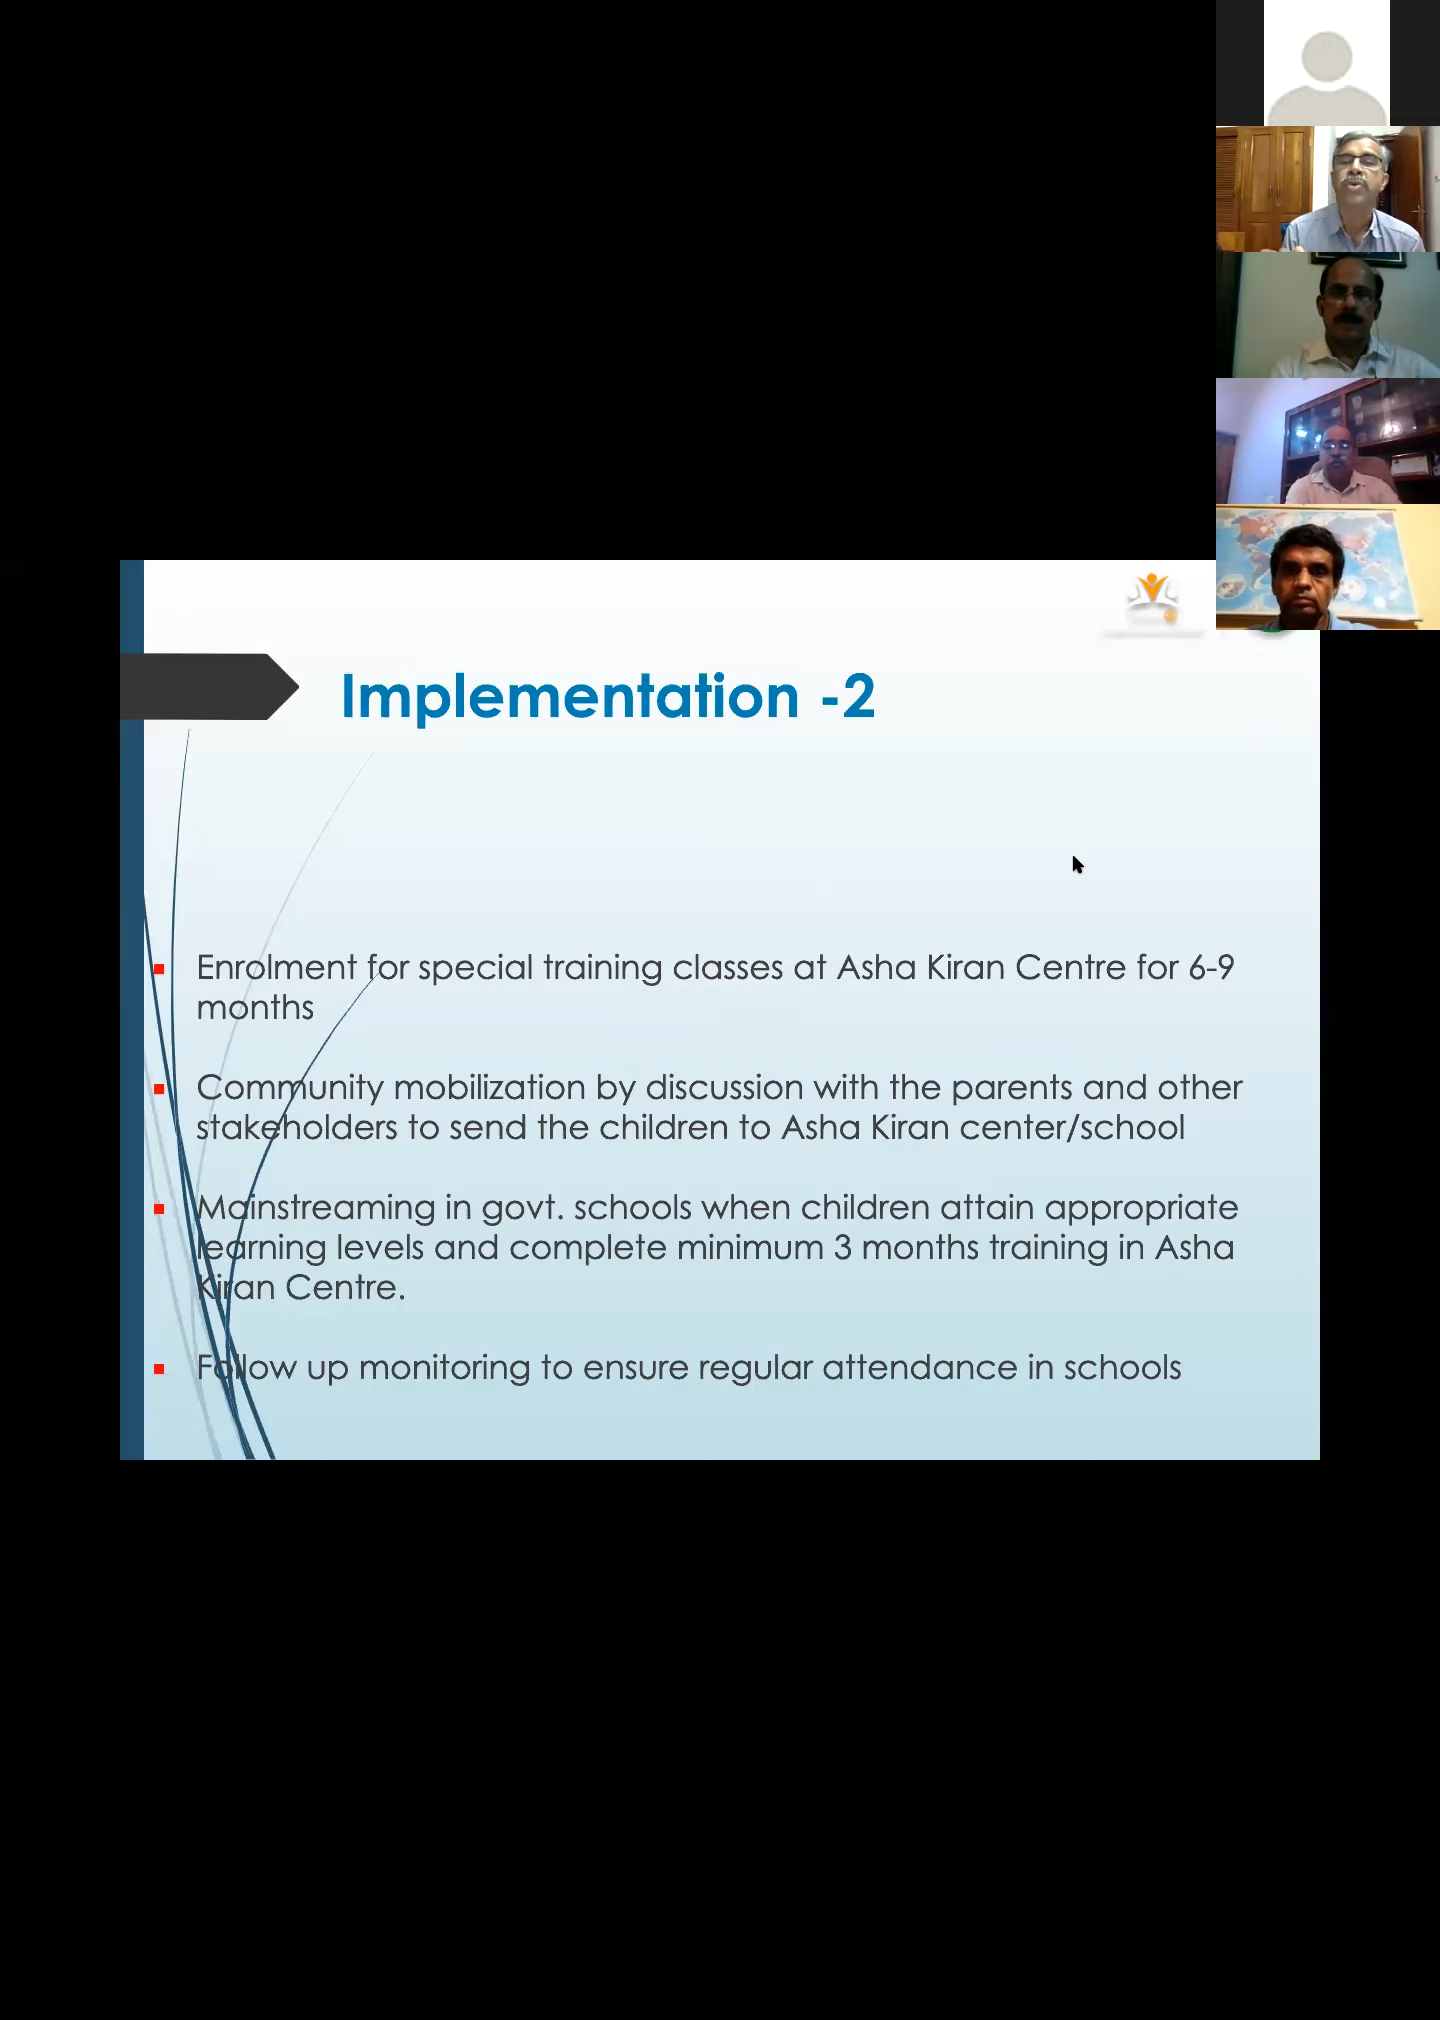 Implementation -2
Enrolment for special training classes at Asha Kiran Centre for 6-9
months
Community mobilization by discussion with the parents and other
stakeholders to send the children to Asha Kiran center/school
Mainstreaming in govt. schools when children attain appropriate
learning levels and complete minimum 3 months training in Asha
Kiran Centre.
Follow up monitoring to ensure regular attendance in schools